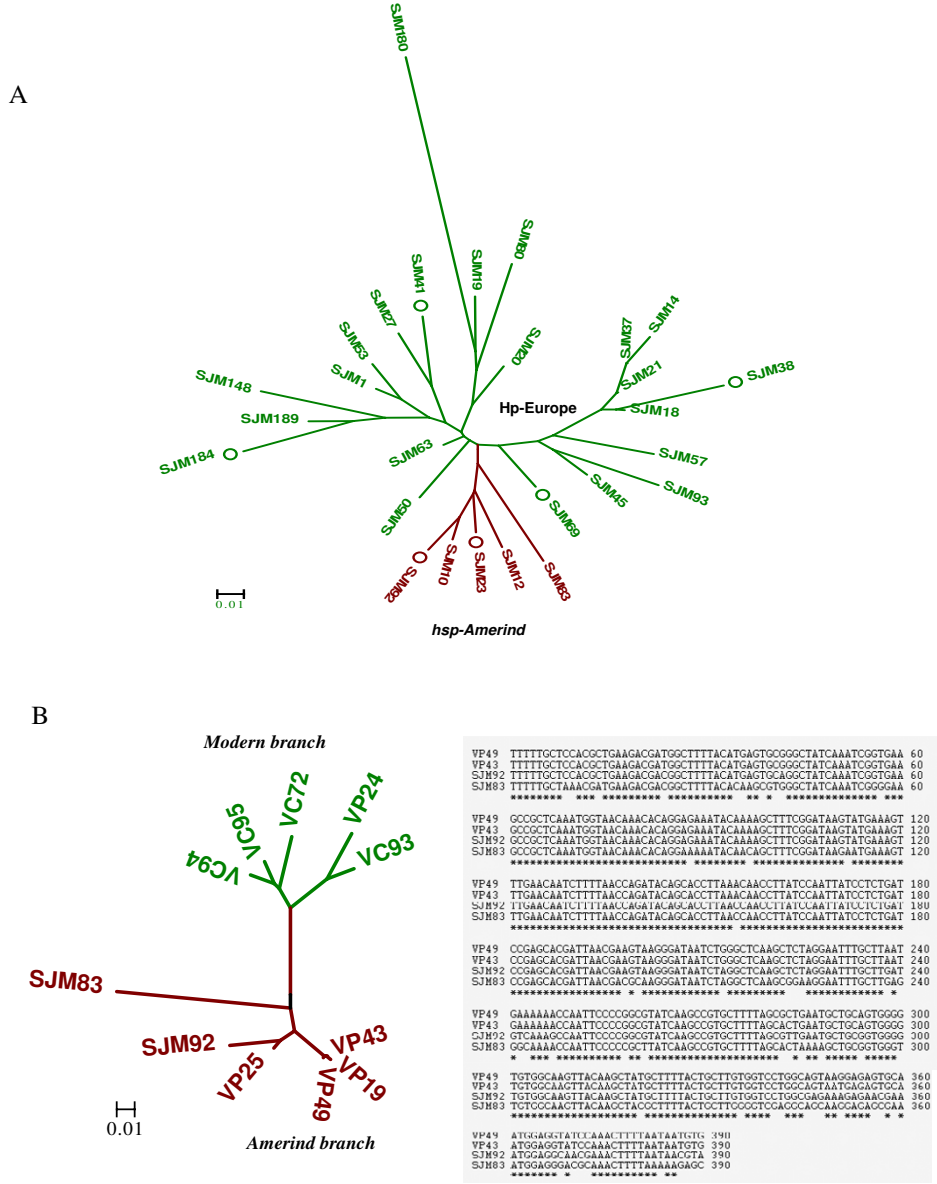 A
SJM180
SJM80
SJM19
SJM41
SJM27
SJM20
SJM37
SJM14
SJM53
SJM1
SJM21
SJM38
SJM148
Hp-Europe
SJM18
SJM189
SJM63
SJM184
SJM57
SJM93
SJM45
SJM50
SJM69
SJM92
SJM10
SJM23
SJM12
SJM83
0.01
hsp-Amerind
B
Modern branch
VC95
VC72
VP24
VC94
VC93
SJM83
SJM92
VP25
VP43
VP19
VP49
0.01
Amerind branch
VP49 TTTTTGCTCCACGCTGAAGACGATGGCTTTTACATGAGTGCGGGCTATCAAATCGGTGAA 60
VP43 TTTTTGCTCCACGCTGAAGACGATGGCTTTTACATGAGTGCGGGCTATCAAATCGGTGAA 60
SJM92 TTTTTGCTCCACGCTGAAGACGACGGCTTTTACATGAGTGCAGGCTATCAAATCGGTGAA 60
SJM83 TTTTTGCTAAACGATGAAGACGACGGCTTTTACACAAGCGTGGGCTATCAAATCGGGGAA 60
******** *** ********** ********** ** * *************** ***
VP49 GCCGCTCAAATGGTAACAAACACAGGAGAAATACAAAAGCTTTCGGATAAGTATGAAAGT 120
VP43 GCCGCTCAAATGGTAACAAACACAGGAGAAATACAAAAGCTTTCGGATAAGTATGAAAGT 120
SJM92 GCCGCTCAAATGGTAACAAACACAGGAGAAATACAAAAGCTTTCGGATAAGTATGAAAGT 120
SJM83 GCCGCTCAAATGGTAACAAACACAGGAAAAATACAACAGCTTTCGGATAAGAATGAAAGT 120
*************************** ******** ************** ********
VP49 TTGAACAATCTTTTAACCAGATACAGCACCTTAAACAACCTTATCCAATTATCCTCTGAT 180
VP43 TTGAACAATCTTTTAACCAGATACAGCACCTTAAACAACCTTATCCAATTATCCTCTGAT 180
SJM92 TTGAACAATCTTTTAACCAGATACAGCACCTTAACCAACCTTATCCAATTATCCTCTGAT 180
SJM83 TTGAACAATCTTTTAACCAGATACAGCACCTTAACCAACCTTATCCAATTATCCTCTGAT 180
********************************** *************************
VP49 CCGAGCACGATTAACGAAGTAAGGGATAATCTGGGCTCAAGCTCTAGGAATTTGCTTAAT 240
VP43 CCGAGCACGATTAACGAAGTAAGGGATAATCTGGGCTCAAGCTCTAGGAATTTGCTTAAT 240
SJM92 CCGAGCACGATTAACGAAGTAAGGGATAATCTAGGCTCAAGCTCTAGGAATTTGCTTGAT 240
SJM83 CCGAGCACGATTAACGACGCAAGGGATAATCTAGGCTCAAGCGGAAGGAATTTGCTTGAG 240
***************** * ************ ********* ************ *
VP49 GAAAAAACCAATTCCCCGGCGTATCAAGCCGTGCTTTTAGCGCTGAATGCTGCAGTGGGG 300
VP43 GAAAAAACCAATTCCCCGGCGTATCAAGCCGTGCTTTTAGCACTGAATGCTGCAGTGGGG 300
SJM92 GTCAAAGCCAATTCCCCGGCGTATCAAGCCGTGCTTTTAGCGTTGAATGCTGCGGTGGGG 300
SJM83 GGCAAAACCAATTCCCCCGCTTATCAAGCCGTGCTTTTAGCACTAAAAGCTGCGGTGGGT 300
* *** ********** ** ******************** * ** ***** *****
VP49 TGTGGCAAGTTACAAGCTATGCTTTTACTGCTTGTGGTCCTGGCAGTAAGGAGAGTGCA 360
VP43 TGTGGCAAGTTACAAGCTATGCTTTTACTGCTTGTGGTCCTGGCAGTAATGAGAGTGCA 360
SJM92 TGTGGCAAGTTACAAGCTATGCTTTTACTGCTTGTGGTCCTGGCGAGAAAGAGAACGAA 360
SJM83 TGTGGCAAGTTACAAGCTACGCTTTTACTGCTTGGGGTCGAGGCAGCAAGGAGAGCGAA 360
******************* ************** **** *** ** **** * *
VP49 ATGGAGGTATCCAAACTTTTAATAATGTG 390
VP43 ATGGAGGTATCCAAACTTTTAATAATGTG 390
SJM92 ATGGAGGCAACGAAACTTTTAATAACGTA 390
SJM83 ATGGAGGGACGCAAACTTTTAAAAAGAGC 390
******* * *********** **